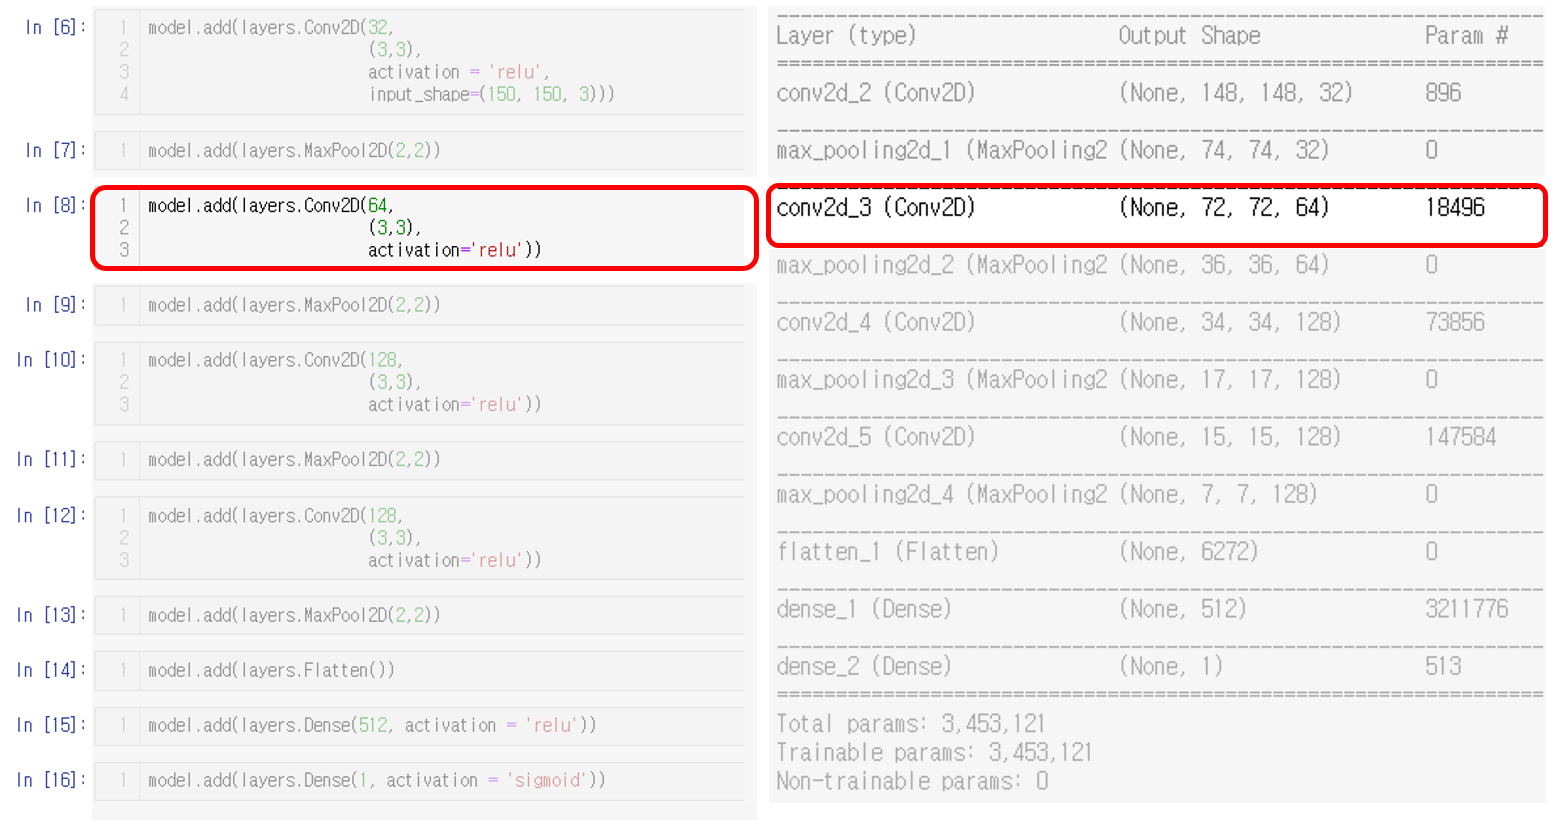 In [6]:
1 model.add(layers.Conv2D(32,
2 (3,3),
3 activation = 'relu',
4 input_shape=(150, 150, 3)))
In [7]:
1 model.add(layers.MaxPool2D(2,2))
In [8]:
1 model.add(layers.Conv2D(64,
2 (3,3),
3 activation='relu'))
In [9]:
1 model.add(layers.MaxPool2D(2,2))
In [10]:
1 model.add(layers.Conv2D(128,
2 (3,3),
3 activation='relu'))
In [11]:
1 model.add(layers.MaxPool2D(2,2))
In [12]:
1 model.add(layers.Conv2D(128,
2 (3,3),
3 activation='relu'))
In [13]:
1 model.add(layers.MaxPool2D(2,2))
In [14]:
1 model.add(layers.Flatten())
In [15]:
1 model.add(layers.Dense(512, activation = 'relu'))
In [16]:
1 model.add(layers.Dense(1, activation = 'sigmoid'))
Layer (type) Output Shape Param #
conv2d_2 (Conv2D) (None, 148, 148, 32) 896
max_pooling2d_1 (MaxPooling2 (None, 74, 74, 32) 0
conv2d_3 (Conv2D) (None, 72, 72, 64) 18496
max_pooling2d_2 (MaxPooling2 (None, 36, 36, 64) 0
conv2d_4 (Conv2D) (None, 34, 34, 128) 73856
max_pooling2d_3 (MaxPooling2 (None, 17, 17, 128) 0
conv2d_5 (Conv2D) (None, 15, 15, 128) 147584
max_pooling2d_4 (MaxPooling2 (None, 7, 7, 128) 0
flatten_1 (Flatten) (None, 6272) 0
dense_1 (Dense) (None, 512) 3211776
dense_2 (Dense) (None, 1) 513
Total params: 3,453,121
Trainable params: 3,453,121
Non-trainable params: 0